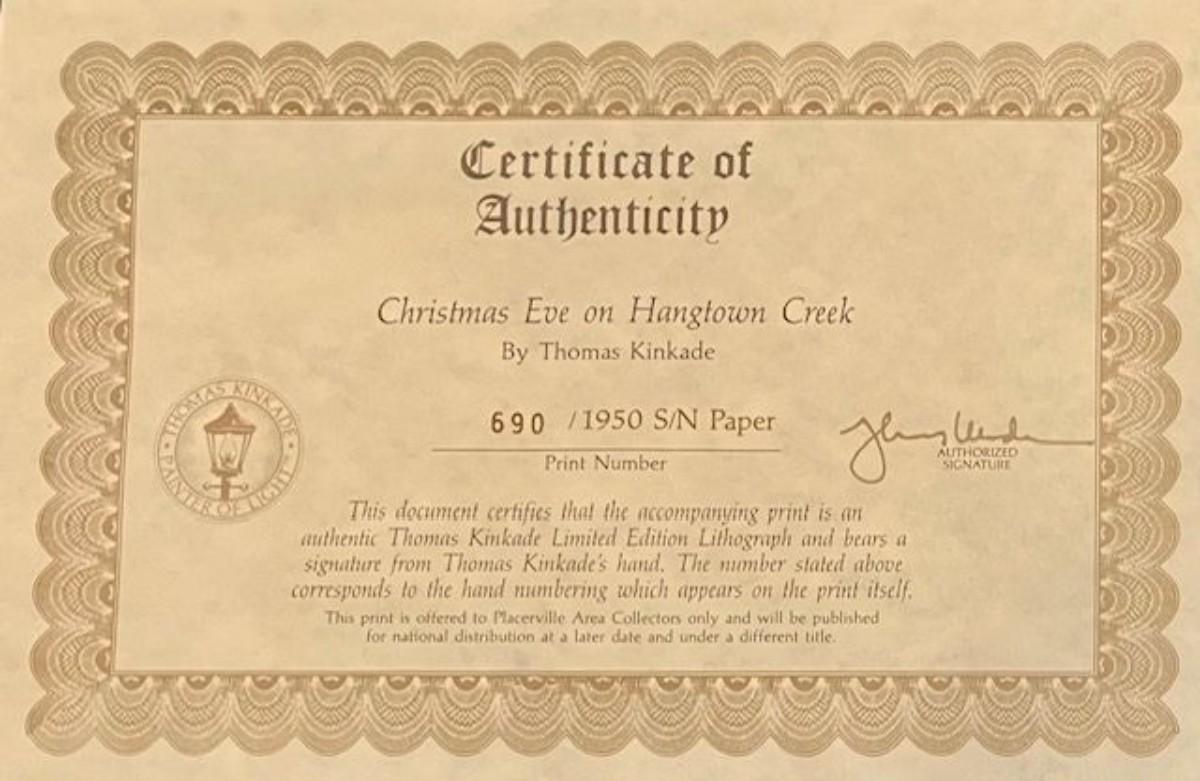 Certificate of
Authenticity
Christmas Eve on Hangtown Creek
By Thomas Kinkade
690 / 1950 S/N Paper
Print Number
THOMAS KINKADE
• PAINTER OF LIGHT •
AUTHORIZED
SIGNATURE
This document certifies that the accompanying print is an
authentic Thomas Kinkade Limited Edition Lithograph and bears a
signature from Thomas Kinkade's hand. The number stated above
corresponds to the hand numbering which appears on the print itself.
This print is offered to Placerville Area Collectors only and will be published
for national distribution at a later date and under a different title.